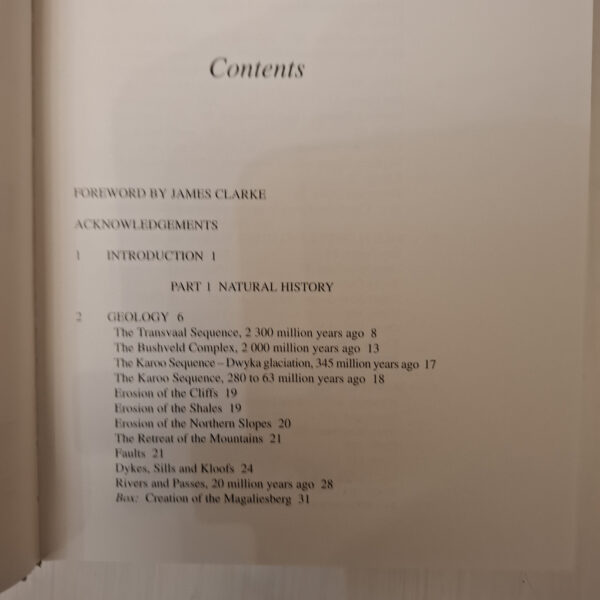 Contents
FOREWORD BY JAMES CLARKE
ACKNOWLEDGEMENTS
1 INTRODUCTION 1
PART 1 NATURAL HISTORY
2 GEOLOGY 6
The Transvaal Sequence, 2 300 million years ago 8
The Bushveld Complex, 2 000 million years ago 13
The Karoo Sequence – Dwyka glaciation, 345 million years ago 17
The Karoo Sequence, 280 to 63 million years ago 18
Erosion of the Cliffs 19
Erosion of the Shales 19
Erosion of the Northern Slopes 20
The Retreat of the Mountains 21
Faults 21
Dykes, Sills and Kloofs 24
Rivers and Passes, 20 million years ago 28
Box: Creation of the Magaliesberg 31